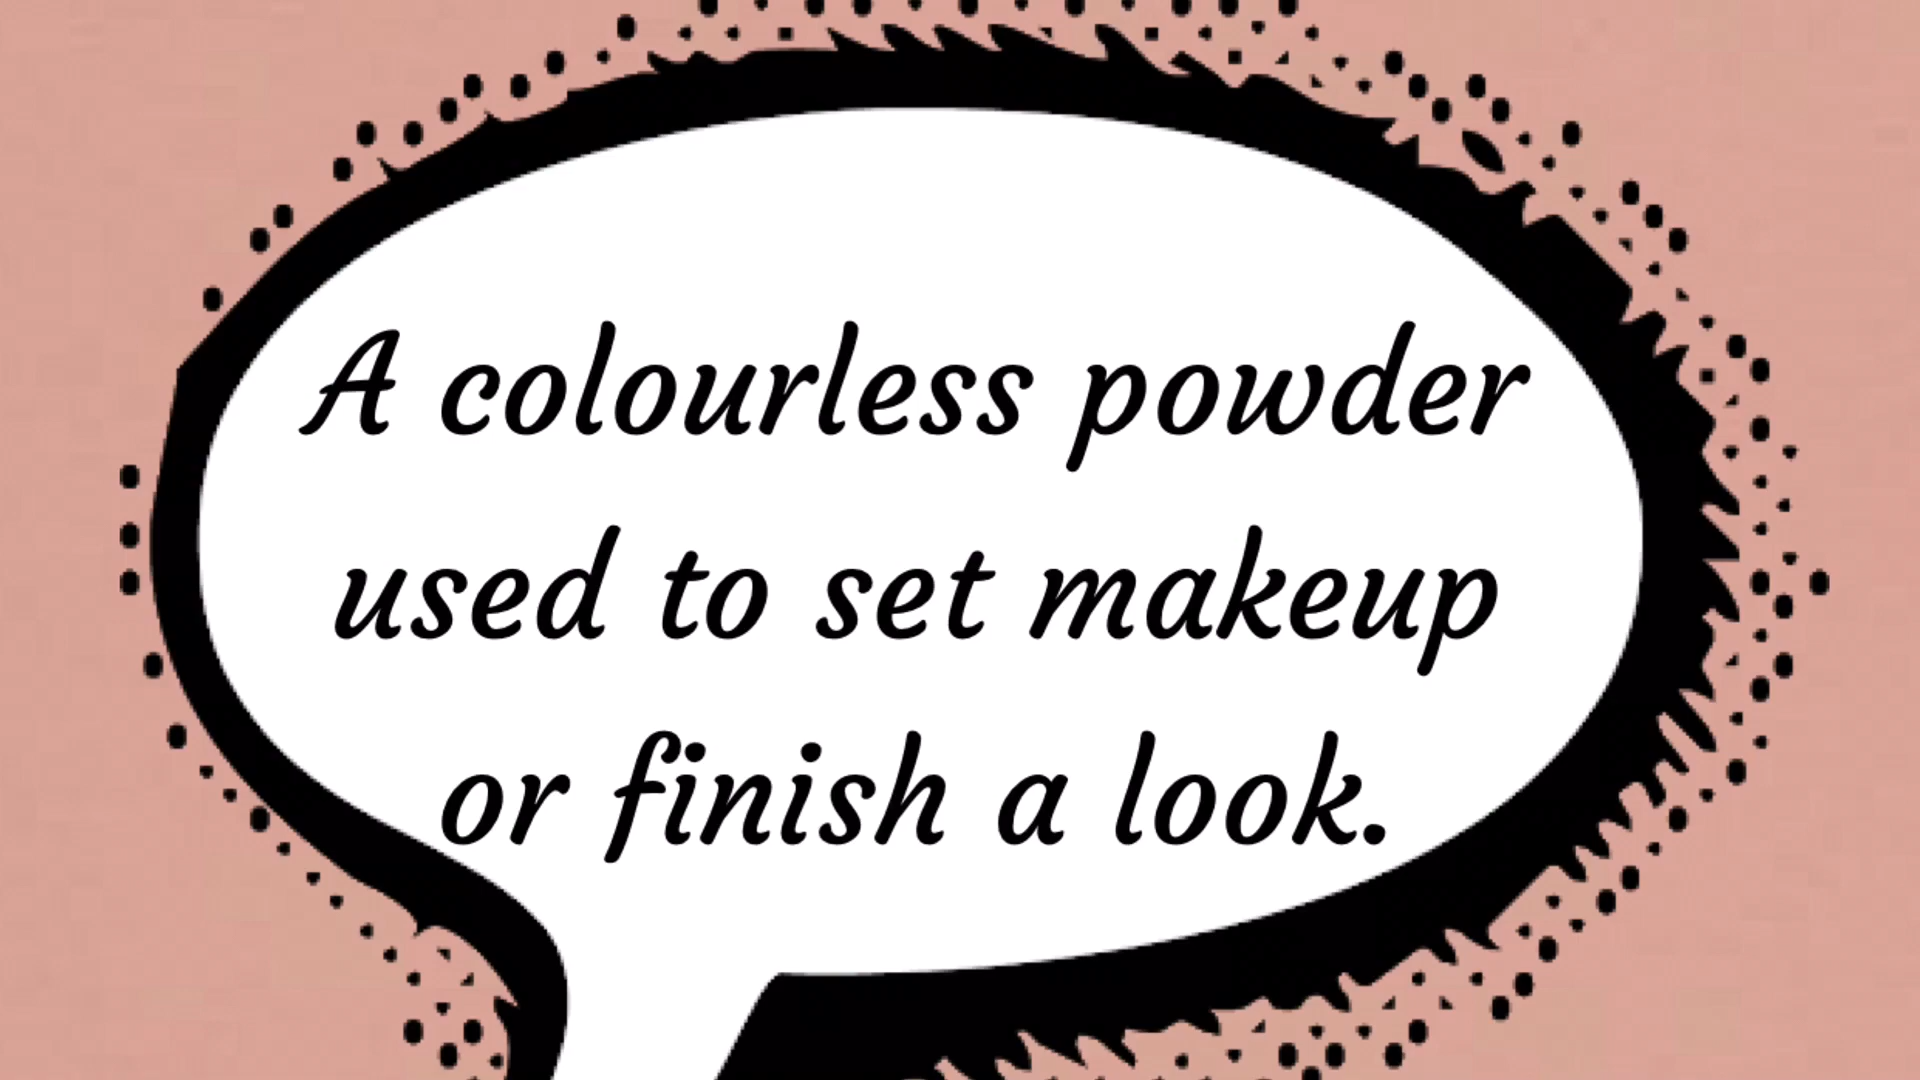 A colourless powder
used to set makeup
or finish a look.